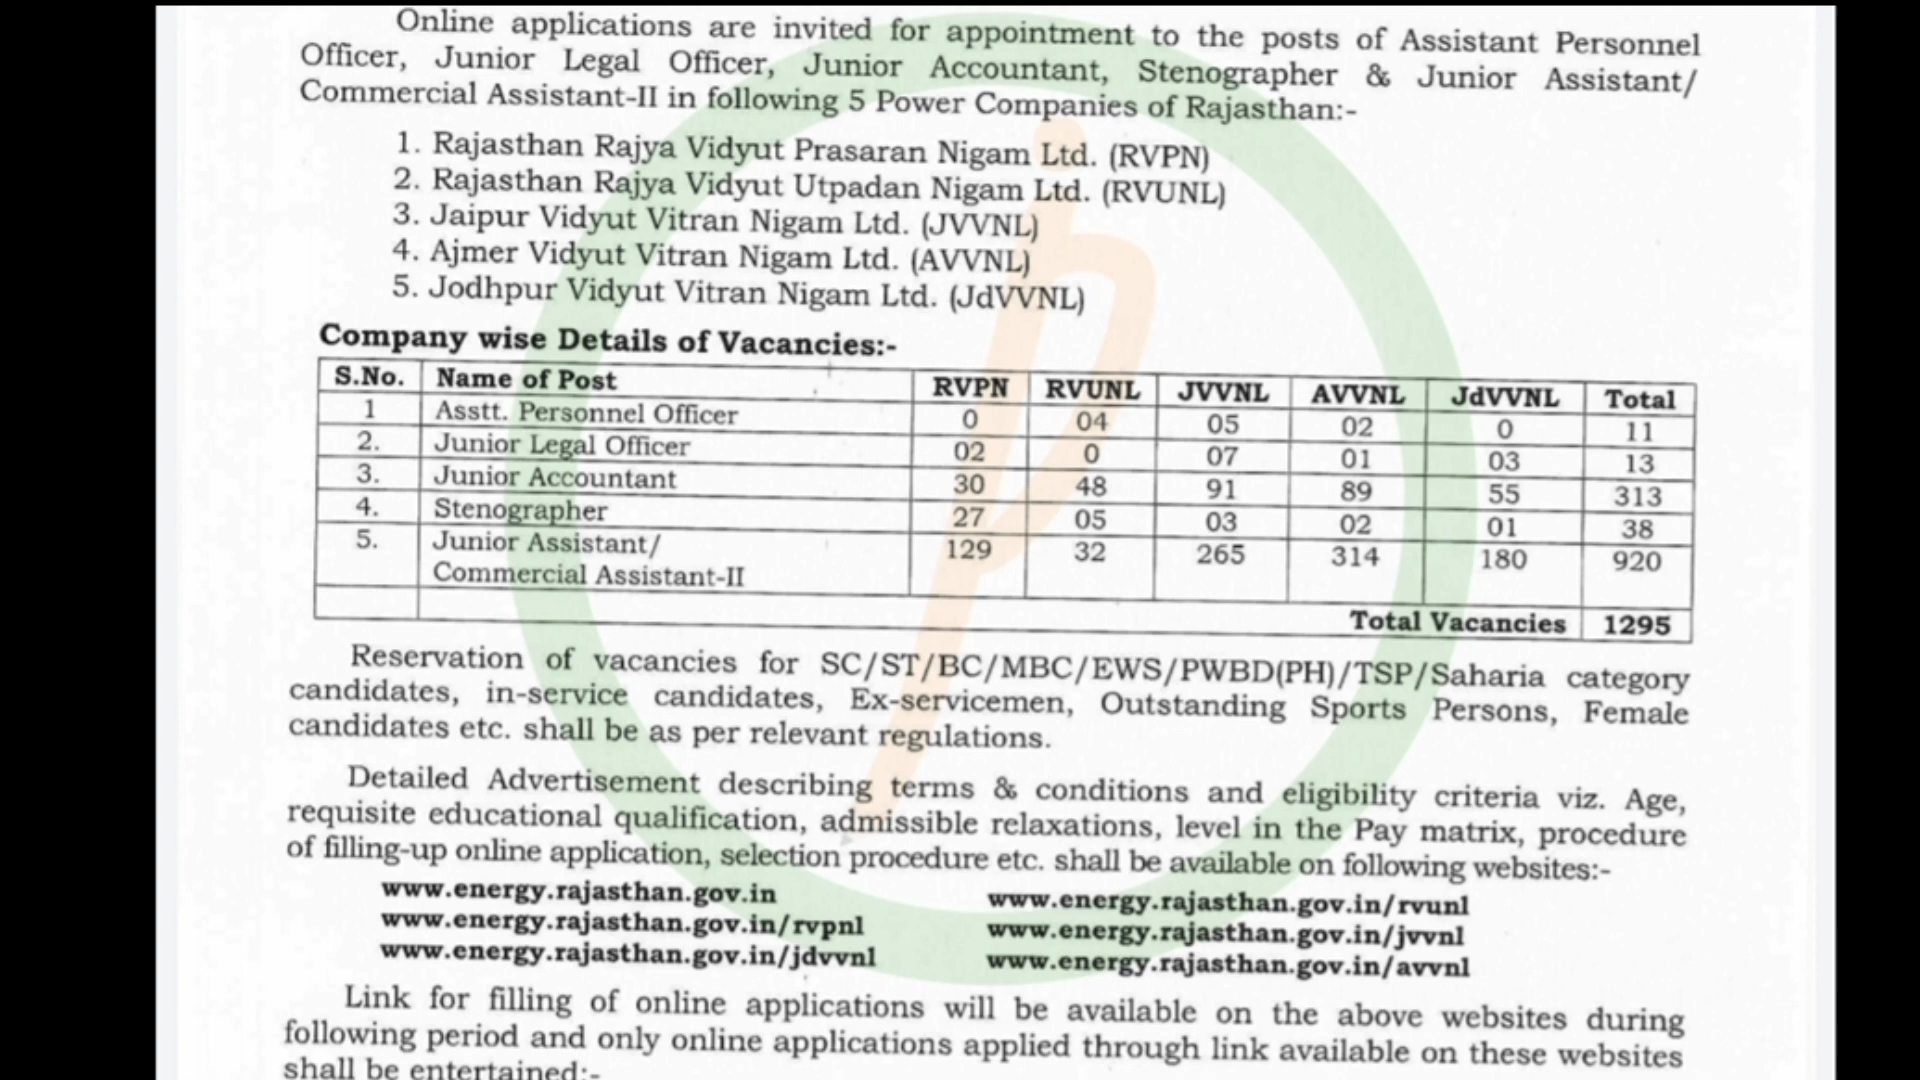 Online applications are invited for appointment to the posts of Assistant Personnel
Officer, Junior Legal Officer, Junior Accountant, Stenographer & Junior Assistant/
Commercial Assistant-II in following 5 Power Companies of Rajasthan:-
1. Rajasthan Rajya Vidyut Prasaran Nigam Ltd. (RVPN)
2. Rajasthan Rajya Vidyut Utpadan Nigam Ltd. (RVUNL)
3. Jaipur Vidyut Vitran Nigam Ltd. (JVVNL)
4. Ajmer Vidyut Vitran Nigam Ltd. (AVVNL)
5. Jodhpur Vidyut Vitran Nigam Ltd. (JdVVNL)
Company wise Details of Vacancies:-
S.No. Name of Post RVPN RVUNL JVVNL AVVNL JdVVNL Total
1 Asstt. Personnel Officer 0 04 05 02 0 11
2. Junior Legal Officer 02 0 07 01 03 13
3. Junior Accountant 30 48 91 89 55 313
4. Stenographer 27 05 03 02 01 38
5. Junior Assistant/ 129 32 265 314 180 920
Commercial Assistant-II
Total Vacancies 1295
Reservation of vacancies for SC/ST/BC/MBC/EWS/PWBD(PH)/TSP/Saharia category
candidates, in-service candidates, Ex-servicemen, Outstanding Sports Persons, Female
candidates etc. shall be as per relevant regulations.
Detailed Advertisement describing terms & conditions and eligibility criteria viz. Age,
requisite educational qualification, admissible relaxations, level in the Pay matrix, procedure
of filling-up online application, selection procedure etc. shall be available on following websites:-
www.energy.rajasthan.gov.in www.energy.rajasthan.gov.in/rvunl
www.energy.rajasthan.gov.in/rvpnl www.energy.rajasthan.gov.in/jvvnl
www.energy.rajasthan.gov.in/jdvvnl www.energy.rajasthan.gov.in/avvnl
Link for filling of online applications will be available on the above websites during
following period and only online applications applied through link available on these websites
shall be entertained:-